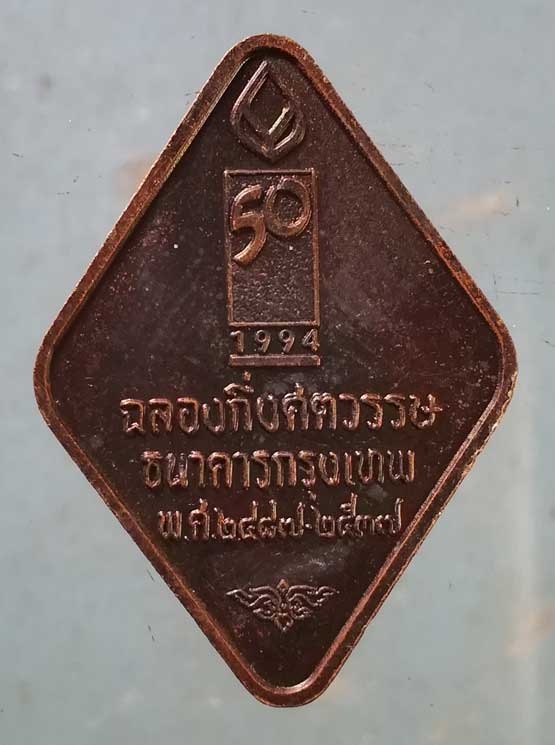 50
1994
ฉลองกิ่งศตวรรษ
ธนาคารกรุงเทพ
พ.ศ.๒๔๘๗-๒๕๓๗